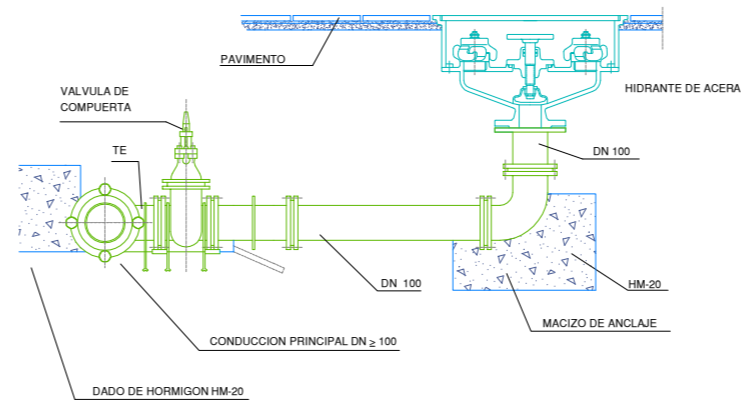 PAVIMENTO
VALVULA DE
COMPUERTA
HIDRANTE DE ACERA
TE
DN 100
DN 100
HM-20
MACIZO DE ANCLAJE
CONDUCCION PRINCIPAL DN ≥ 100
DADO DE HORMIGON HM-20